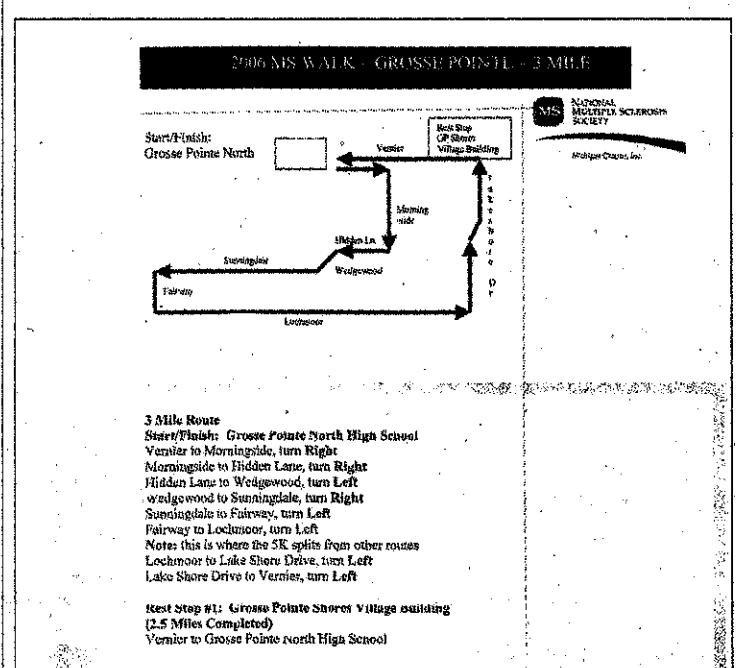 2006 MS WALK - GROSSE POINTE - 3 MILE
MS NATIONAL
MULTIPLE SCLEROSIS
SOCIETY
Start/Finish:
Grosse Pointe North
Rest Stop
GP Shores
Village Building
Vernier
Morning
side
Lakeshore Dr
Hidden Ln
Sunningdale
Wedgewood
Fairway
Lochmoor
3 Mile Route
Start/Finish: Grosse Pointe North High School
Vernier to Morningside, turn Right
Morningside to Hidden Lane, turn Right
Hidden Lane to Wedgewood, turn Left
wedgewood to Sunningdale, turn Right
Sunningdale to Fairway, turn Left
Fairway to Lochmoor, turn Left
Note: this is where the 5K splits from other routes
Lochmoor to Lake Shore Drive, turn Left
Lake Shore Drive to Vernier, turn Left
Rest Stop #1: Grosse Pointe Shores Village Building
(2.5 Miles Completed)
Vernier to Grosse Pointe North High School